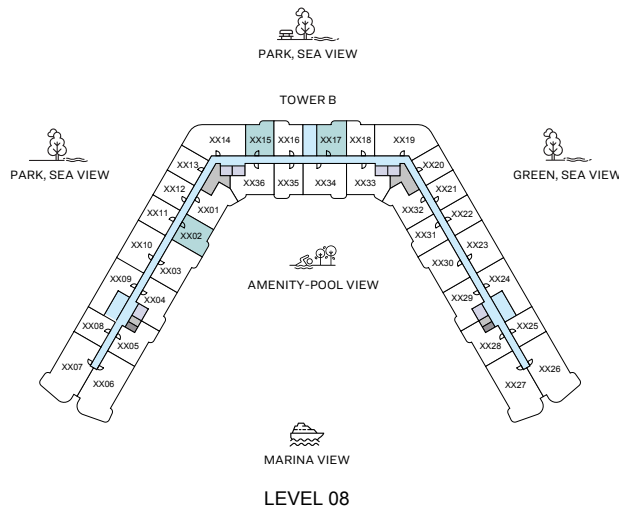 PARK, SEA VIEW
TOWER B
XX14
XX15
XX16
XX17
XX18
XX19
PARK, SEA VIEW
GREEN, SEA VIEW
XX13
XX36
XX35
XX34
XX33
XX20
XX12
XX01
XX32
XX21
XX11
XX02
XX31
XX22
XX10
XX03
XX30
XX23
AMENITY-POOL VIEW
XX09
XX04
XX29
XX24
XX08
XX05
XX28
XX25
XX07
XX06
XX27
XX26
MARINA VIEW
LEVEL 08